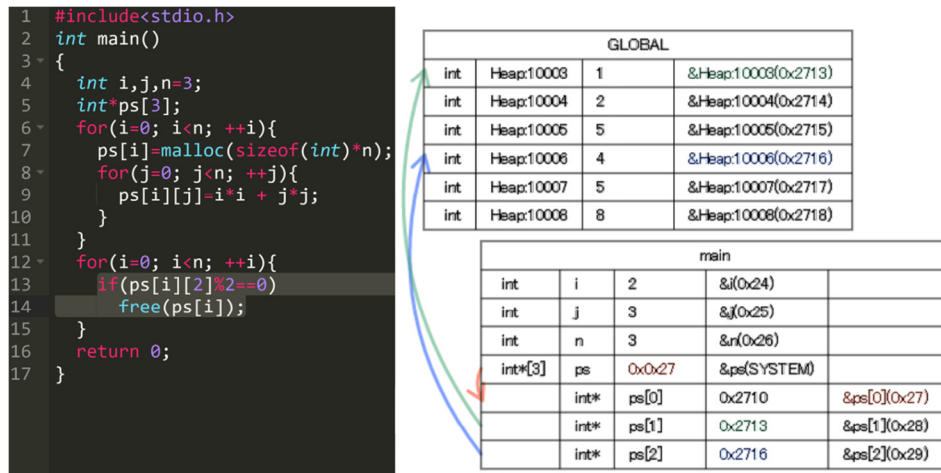 1 #include<stdio.h>
2 int main()
3 {
4 int i,j,n=3;
5 int*ps[3];
6 for(i=0; i<n; ++i){
7 ps[i]=malloc(sizeof(int)*n);
8 for(j=0; j<n; ++j){
9 ps[i][j]=i*i + j*j;
10 }
11 }
12 for(i=0; i<n; ++i){
13 if(ps[i][2]%2==0)
14 free(ps[i]);
15 }
16 return 0;
17 }
GLOBAL
int Heap:10003 1 &Heap:10003(0x2713)
int Heap:10004 2 &Heap:10004(0x2714)
int Heap:10005 5 &Heap:10005(0x2715)
int Heap:10006 4 &Heap:10006(0x2716)
int Heap:10007 5 &Heap:10007(0x2717)
int Heap:10008 8 &Heap:10008(0x2718)
main
int i 2 &i(0x24)
int j 3 &j(0x25)
int n 3 &n(0x26)
int*[3] ps 0x0x27 &ps(SYSTEM)
int* ps[0] 0x2710 &ps[0](0x27)
int* ps[1] 0x2713 &ps[1](0x28)
int* ps[2] 0x2716 &ps[2](0x29)